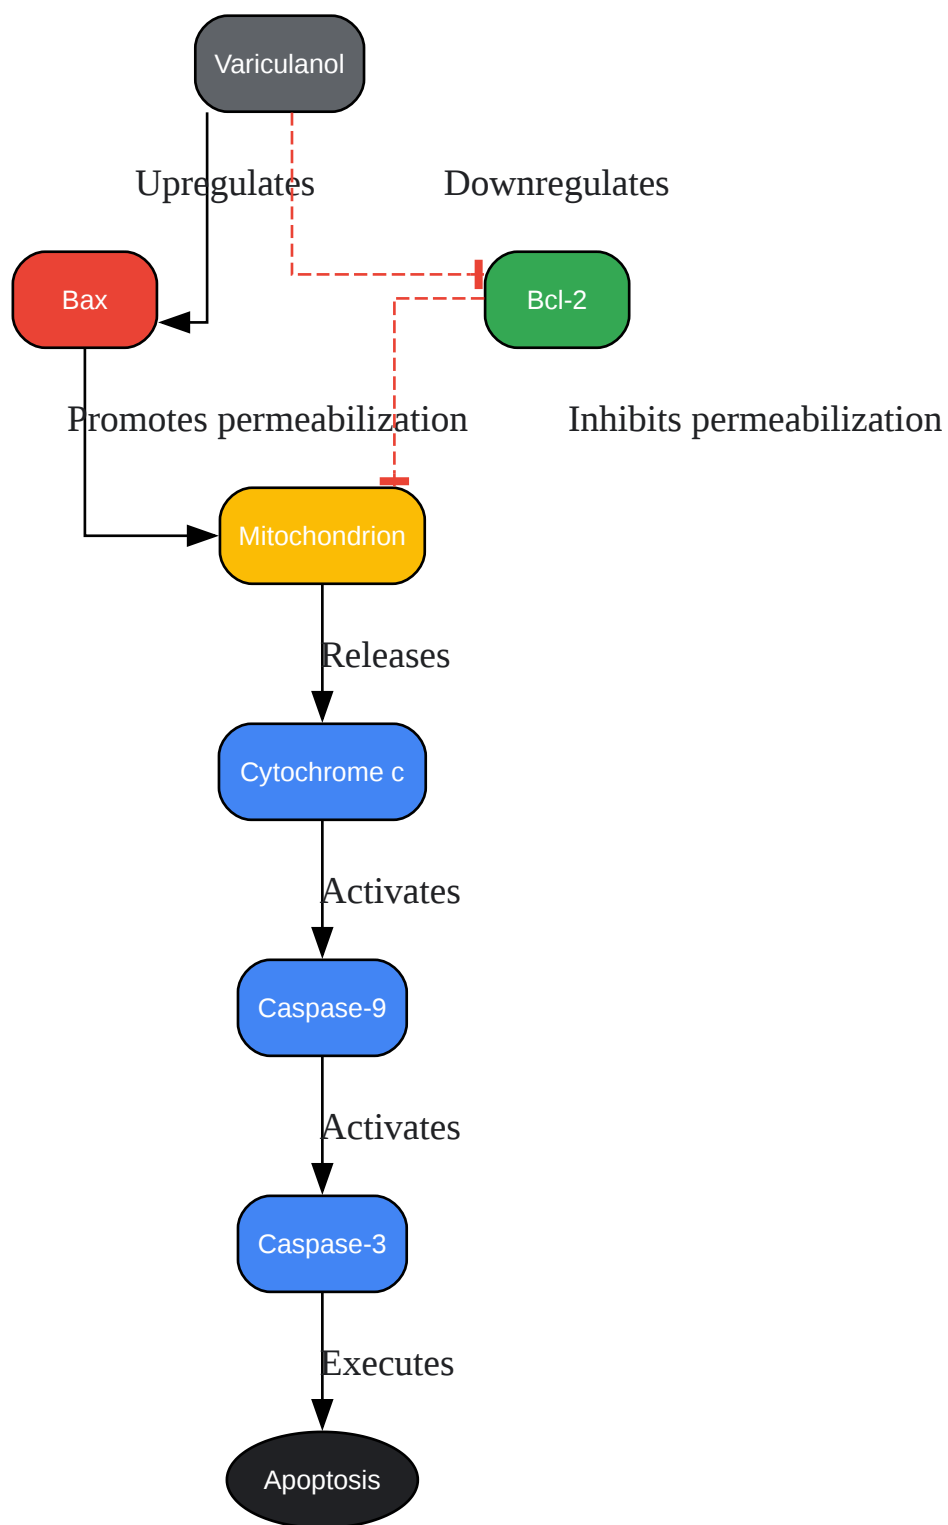 Variculanol
Upregulates
Downregulates
Bax
Bcl-2
Promotes permeabilization
Inhibits permeabilization
Mitochondrion
Releases
Cytochrome c
Activates
Caspase-9
Activates
Caspase-3
Executes
Apoptosis